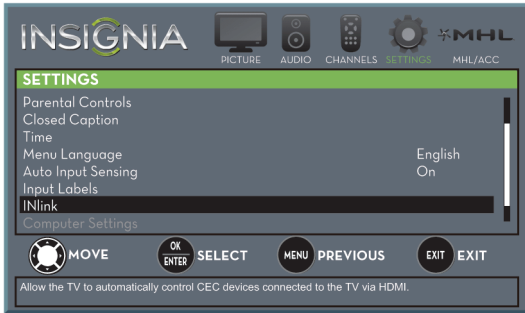 INSIGNIA
PICTURE AUDIO CHANNELS SETTINGS MHL MHL/ACC
SETTINGS
Parental Controls
Closed Caption
Time
Menu Language English
Auto Input Sensing On
Input Labels
INlink
Computer Settings
MOVE OK ENTER SELECT MENU PREVIOUS EXIT EXIT
Allow the TV to automatically control CEC devices connected to the TV via HDMI.